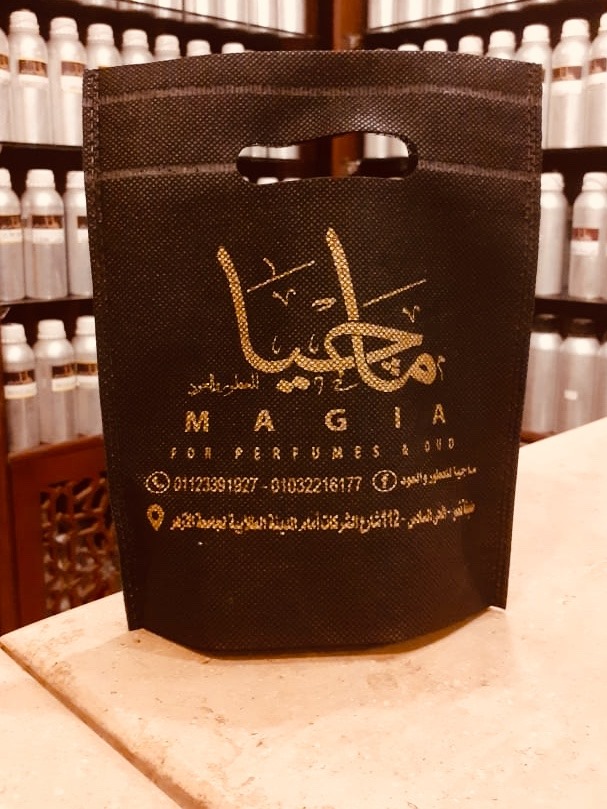 ماجيا
للعطور والعود
MAGIA
FOR PERFUMES & OUD
01123391927 - 01032216177 ماجيا للعطور والعود
مدينة نصر - الحي السادس - 112 شارع الشركات أمام المدينة الطلابية لجامعة الأزهر